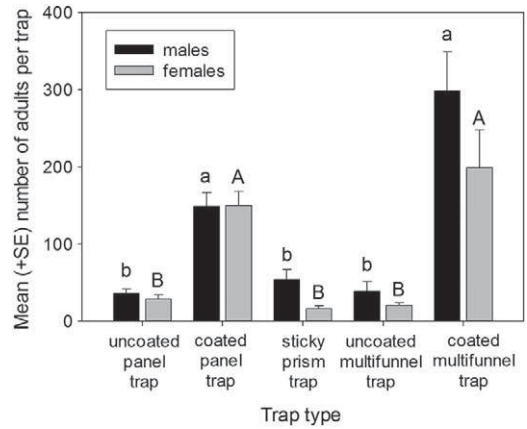 Mean (+SE) number of adults per trap
400
300
200
100
0
males
females
b
B
a
A
b
B
b
B
a
A
uncoated
panel
trap
coated
panel
trap
sticky
prism
trap
uncoated
multifunnel
trap
coated
multifunnel
trap
Trap type